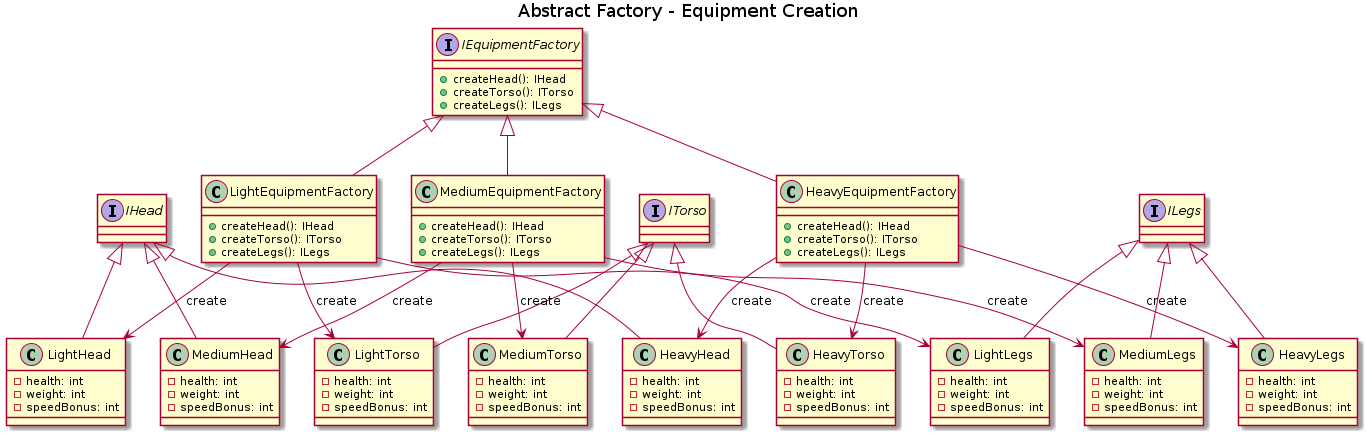 Abstract Factory - Equipment Creation
I IEquipmentFactory
createHead(): IHead
createTorso(): ITorso
createLegs(): ILegs
I IHead
C LightEquipmentFactory
createHead(): IHead
createTorso(): ITorso
createLegs(): ILegs
C MediumEquipmentFactory
createHead(): IHead
createTorso(): ITorso
createLegs(): ILegs
I ITorso
C HeavyEquipmentFactory
createHead(): IHead
createTorso(): ITorso
createLegs(): ILegs
I ILegs
create
create
create
create
create
create
create
create
create
C LightHead
health: int
weight: int
speedBonus: int
C MediumHead
health: int
weight: int
speedBonus: int
C LightTorso
health: int
weight: int
speedBonus: int
C MediumTorso
health: int
weight: int
speedBonus: int
C HeavyHead
health: int
weight: int
speedBonus: int
C HeavyTorso
health: int
weight: int
speedBonus: int
C LightLegs
health: int
weight: int
speedBonus: int
C MediumLegs
health: int
weight: int
speedBonus: int
C HeavyLegs
health: int
weight: int
speedBonus: int